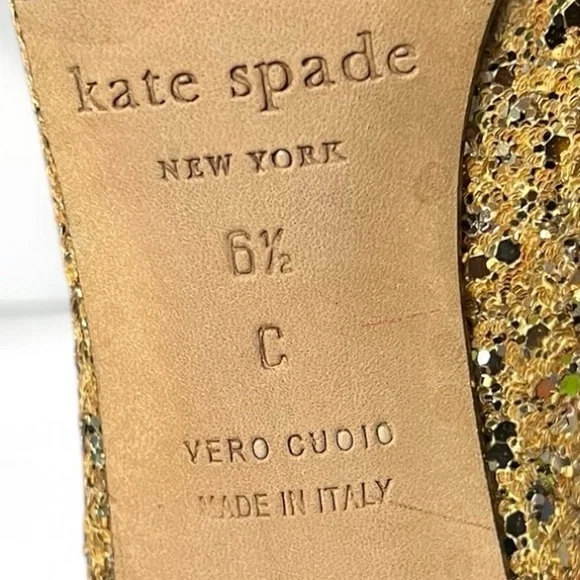 kate spade
NEW YORK
6½
C
VERO CUOIO
MADE IN ITALY